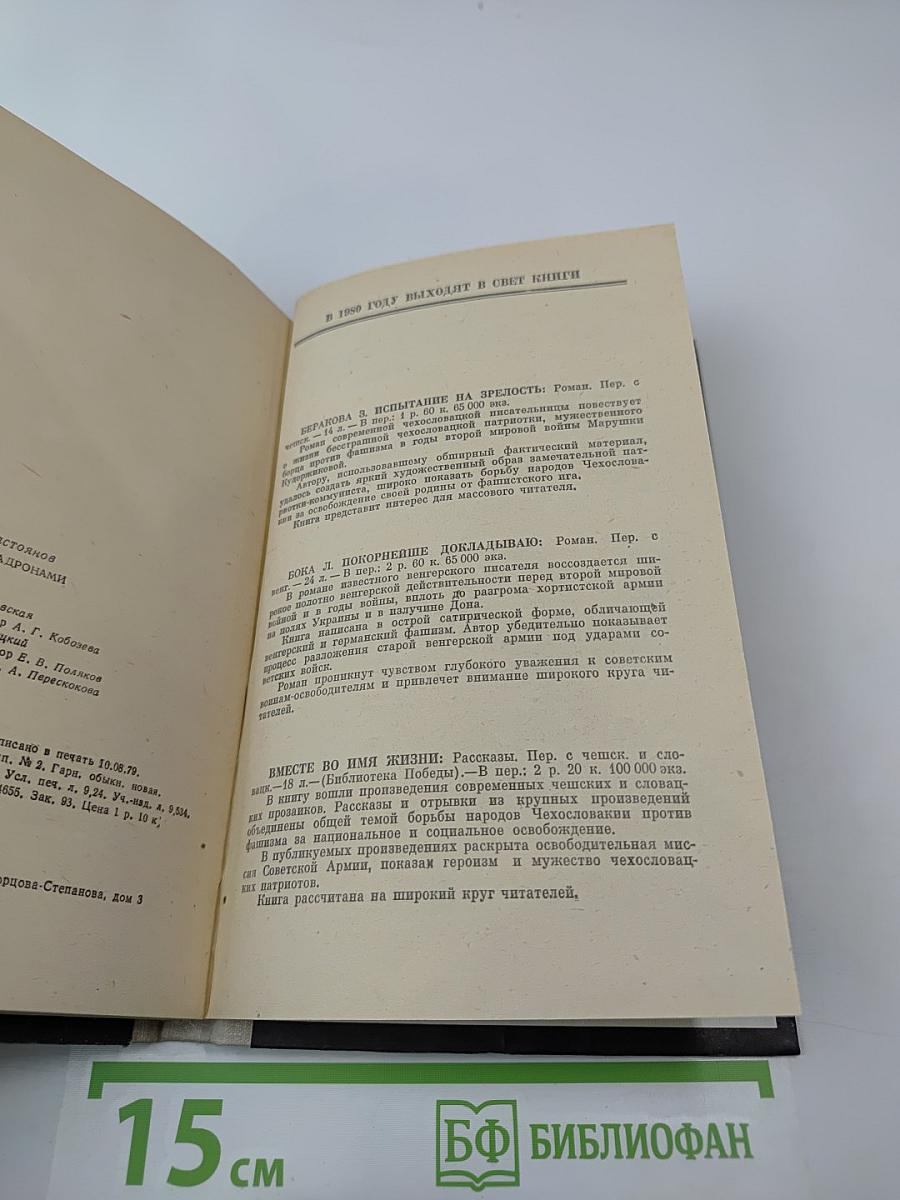 стоянов
АДРОНАМИ
вская
р А. Г. Кобозева
цкий
ор Е. В. Поляков
А. Перескокова
писано в печать 10.08.79.
п. № 2. Гарн. обыкн. новая.
Усл. печ. л. 9,24. Уч.-изд. л. 9,534.
4655. Зак. 93. Цена 1 р. 10 к.
орцова-Степанова, дом 3
В 1980 ГОДУ ВЫХОДЯТ В СВЕТ КНИГИ
БЕРАКОВА З. ИСПЫТАНИЕ НА ЗРЕЛОСТЬ: Роман. Пер. с
чешск. — 14 л. — В пер.: 1 р. 60 к. 65 000 экз.
Роман современной чехословацкой писательницы повествует
о жизни бесстрашной чехословацкой патриотки, мужественного
борца против фашизма в годы второй мировой войны Марушки
Кудержиковой.
Автору, использовавшему обширный фактический материал,
удалось создать яркий художественный образ замечательной пат-
риотки-коммуниста, широко показать борьбу народов Чехослова-
кии за освобождение своей родины от фашистского ига.
Книга представит интерес для массового читателя.
БОКА Л. ПОКОРНЕЙШЕ ДОКЛАДЫВАЮ: Роман. Пер. с
венг. — 24 л. — В пер.: 2 р. 60 к. 65 000 экз.
В романе известного венгерского писателя воссоздается ши-
рокое полотно венгерской действительности перед второй мировой
войной и в годы войны, вплоть до разгрома хортистской армии
на полях Украины и в излучине Дона.
Книга написана в острой сатирической форме, обличающей
венгерский и германский фашизм. Автор убедительно показывает
процесс разложения старой венгерской армии под ударами со-
ветских войск.
Роман проникнут чувством глубокого уважения к советским
воинам-освободителям и привлечет внимание широкого круга чи-
тателей.
ВМЕСТЕ ВО ИМЯ ЖИЗНИ: Рассказы. Пер. с чешск. и сло-
вацк.—18 л.—(Библиотека Победы).—В пер.: 2 р. 20 к. 100 000 экз.
В книгу вошли произведения современных чешских и словац-
ких прозаиков. Рассказы и отрывки из крупных произведений
объединены общей темой борьбы народов Чехословакии против
фашизма за национальное и социальное освобождение.
В публикуемых произведениях раскрыта освободительная мис-
сия Советской Армии, показан героизм и мужество чехословац-
ких патриотов.
Книга рассчитана на широкий круг читателей.
15 см
БФ БИБЛИОФАН